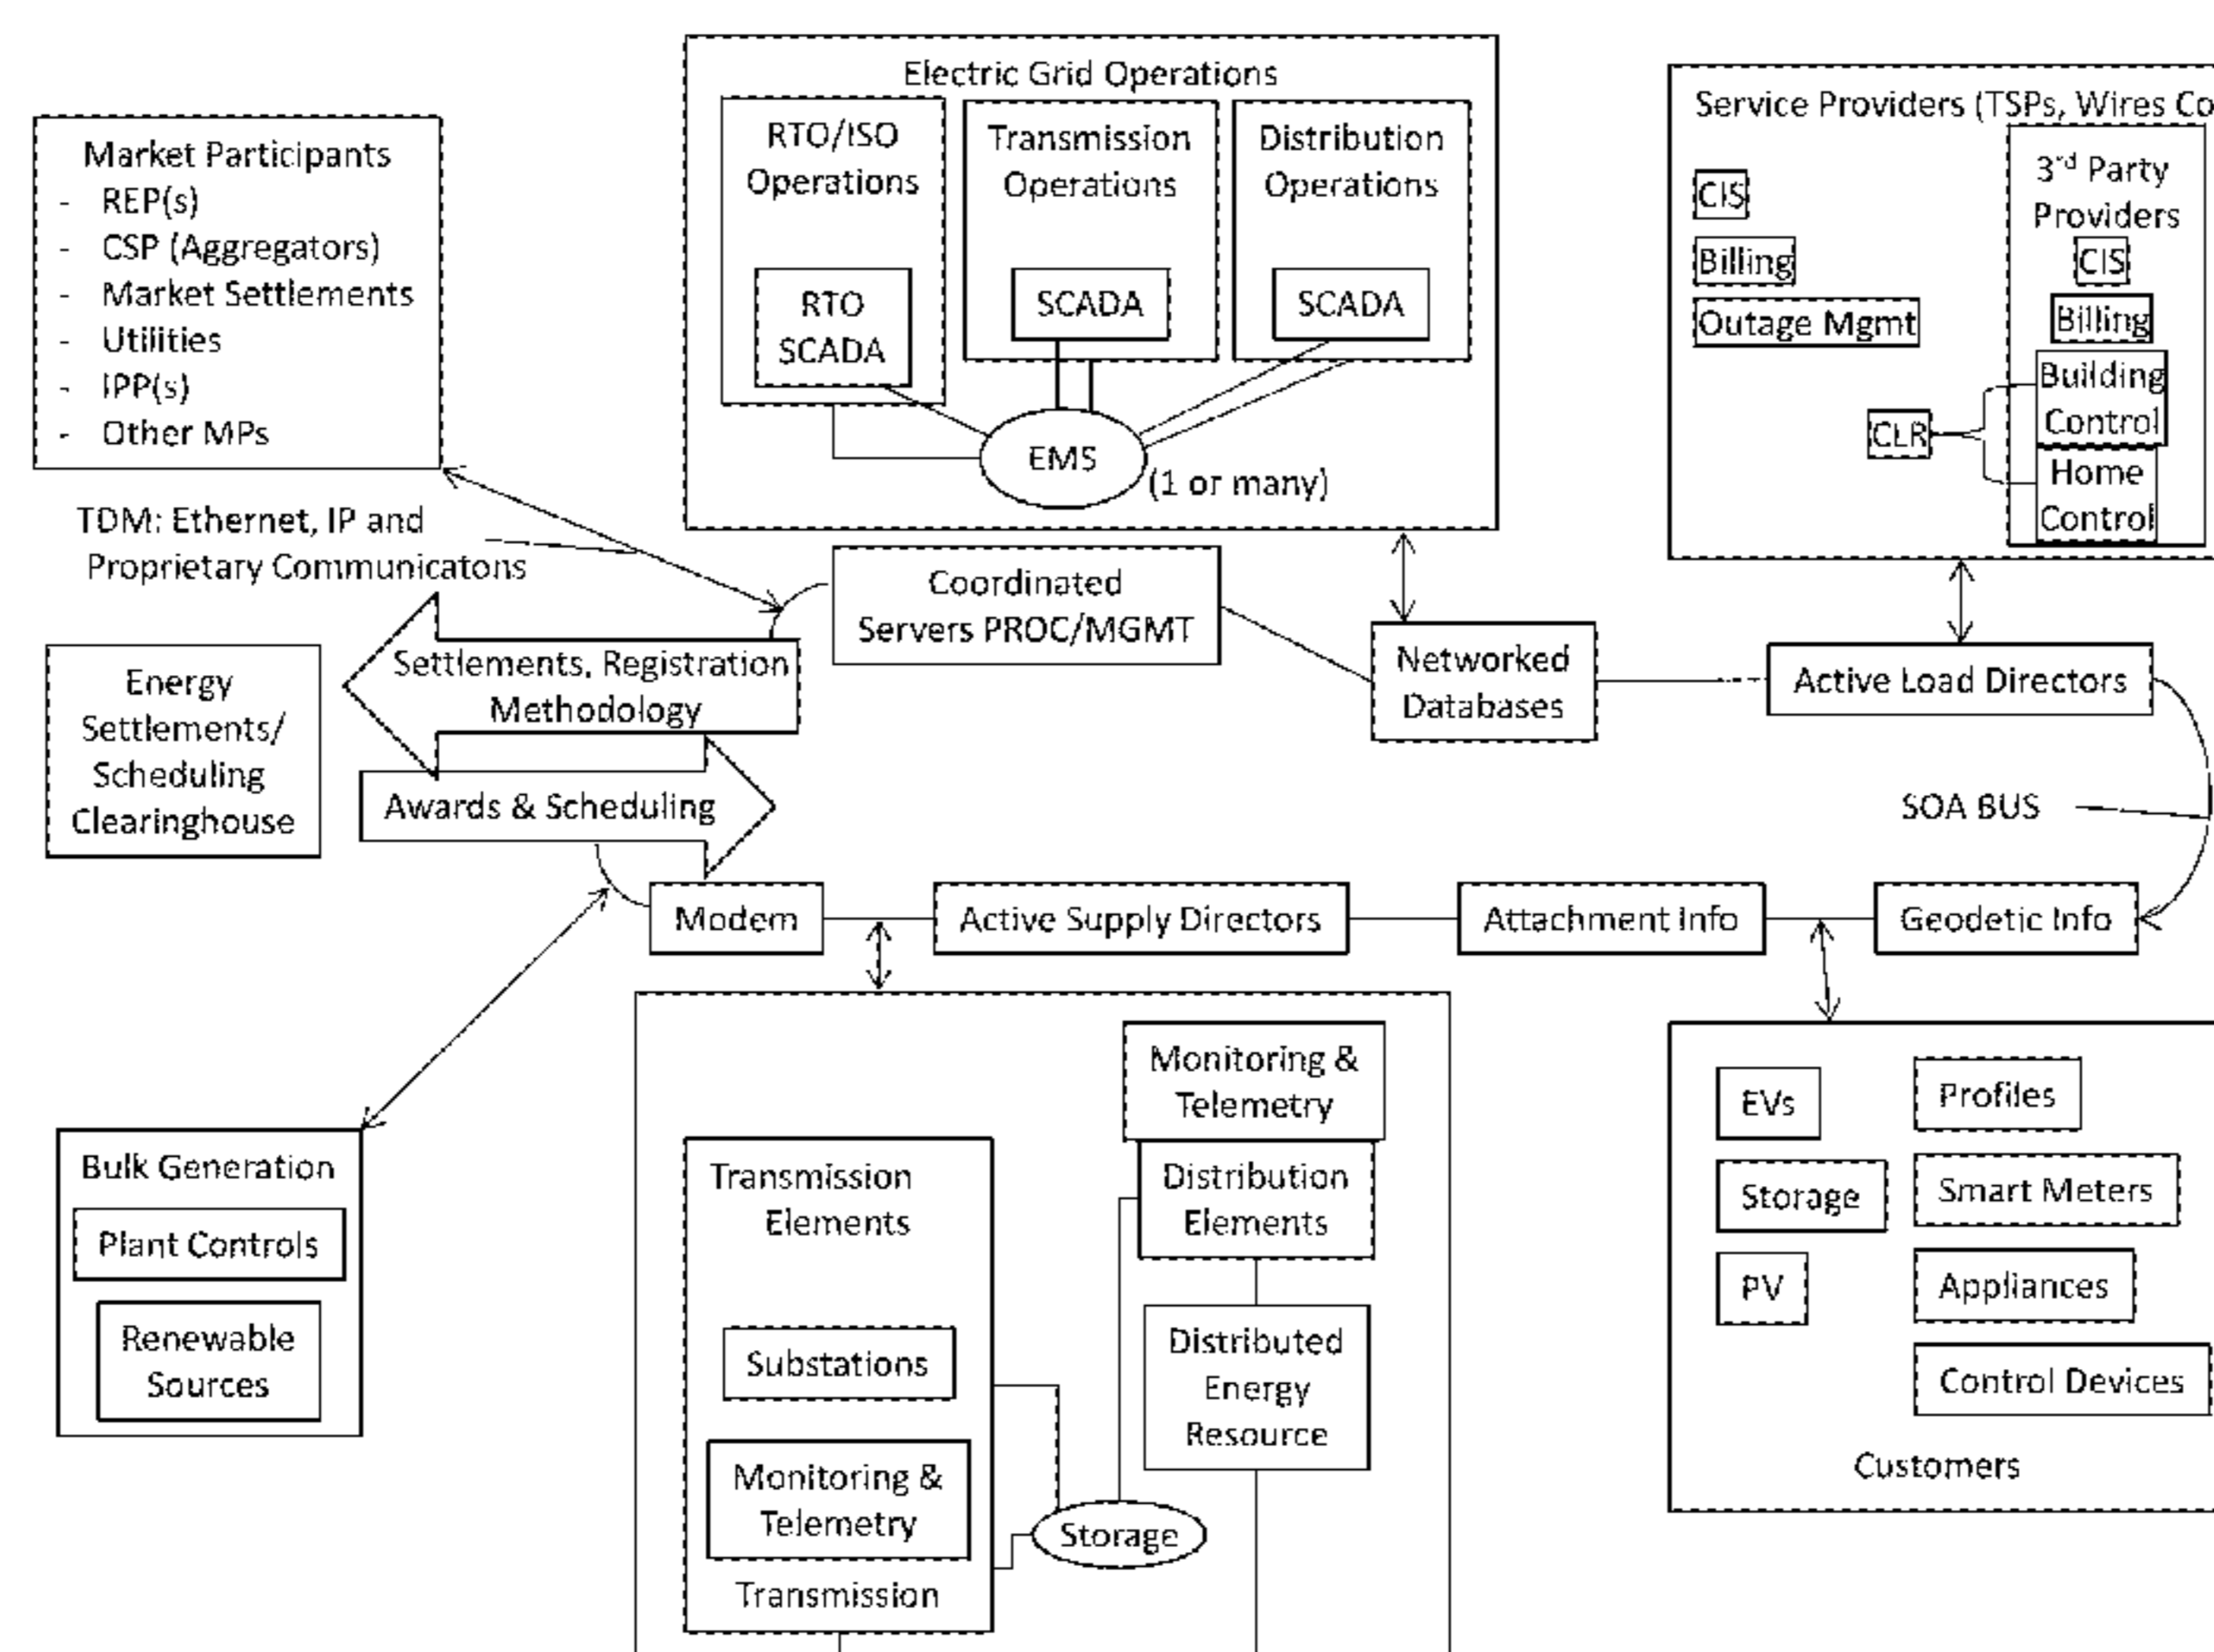 Electric Grid Operations
RTO/ISO
Operations
RTO
SCADA
Transmission
Operations
SCADA
Distribution
Operations
SCADA
EMS
(1 or many)
Market Participants
- REP(s)
- CSP (Aggregators)
- Market Settlements
- Utilities
- IPP(s)
- Other MPs
Service Providers (TSPs, Wires Co
CIS
Billing
Outage Mgmt
CLR
3rd Party
Providers
CIS
Billing
Building
Control
Home
Control
TDM: Ethernet, IP and
Proprietary Communicatons
Coordinated
Servers PROC/MGMT
Networked
Databases
Active Load Directors
Energy
Settlements/
Scheduling
Clearinghouse
Settlements, Registration
Methodology
Awards & Scheduling
SOA BUS
Modem
Active Supply Directors
Attachment Info
Geodetic Info
Bulk Generation
Plant Controls
Renewable
Sources
Transmission
Elements
Substations
Monitoring &
Telemetry
Transmission
Monitoring &
Telemetry
Distribution
Elements
Distributed
Energy
Resource
Storage
EVs
Storage
PV
Profiles
Smart Meters
Appliances
Control Devices
Customers